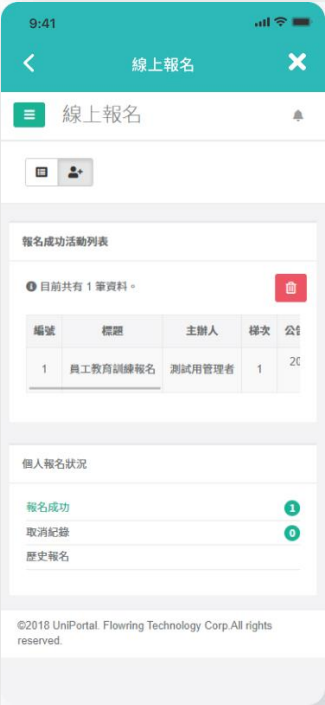 9:41
線上報名
線上報名
報名成功活動列表
目前共有 1 筆資料。
編號 標題 主辦人 梯次
1 員工教育訓練報名 測試用管理者 1 20
個人報名狀況
報名成功 1
取消紀錄 0
歷史報名
©2018 UniPortal. Flowring Technology Corp.All rights
reserved.